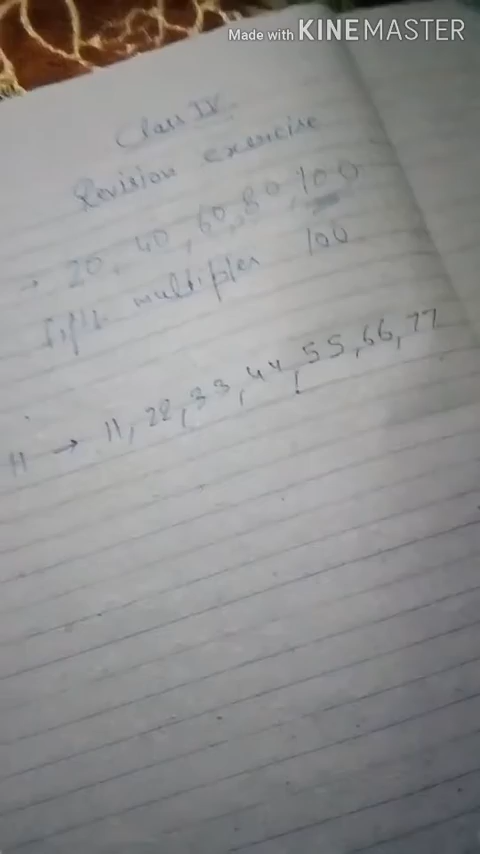 Made with KINEMASTER
Class IV.
Revision exercise
→ 20, 40, 60, 80, 100
Fifth multiples 100
11 → 11, 22, 33, 44, 55, 66, 77